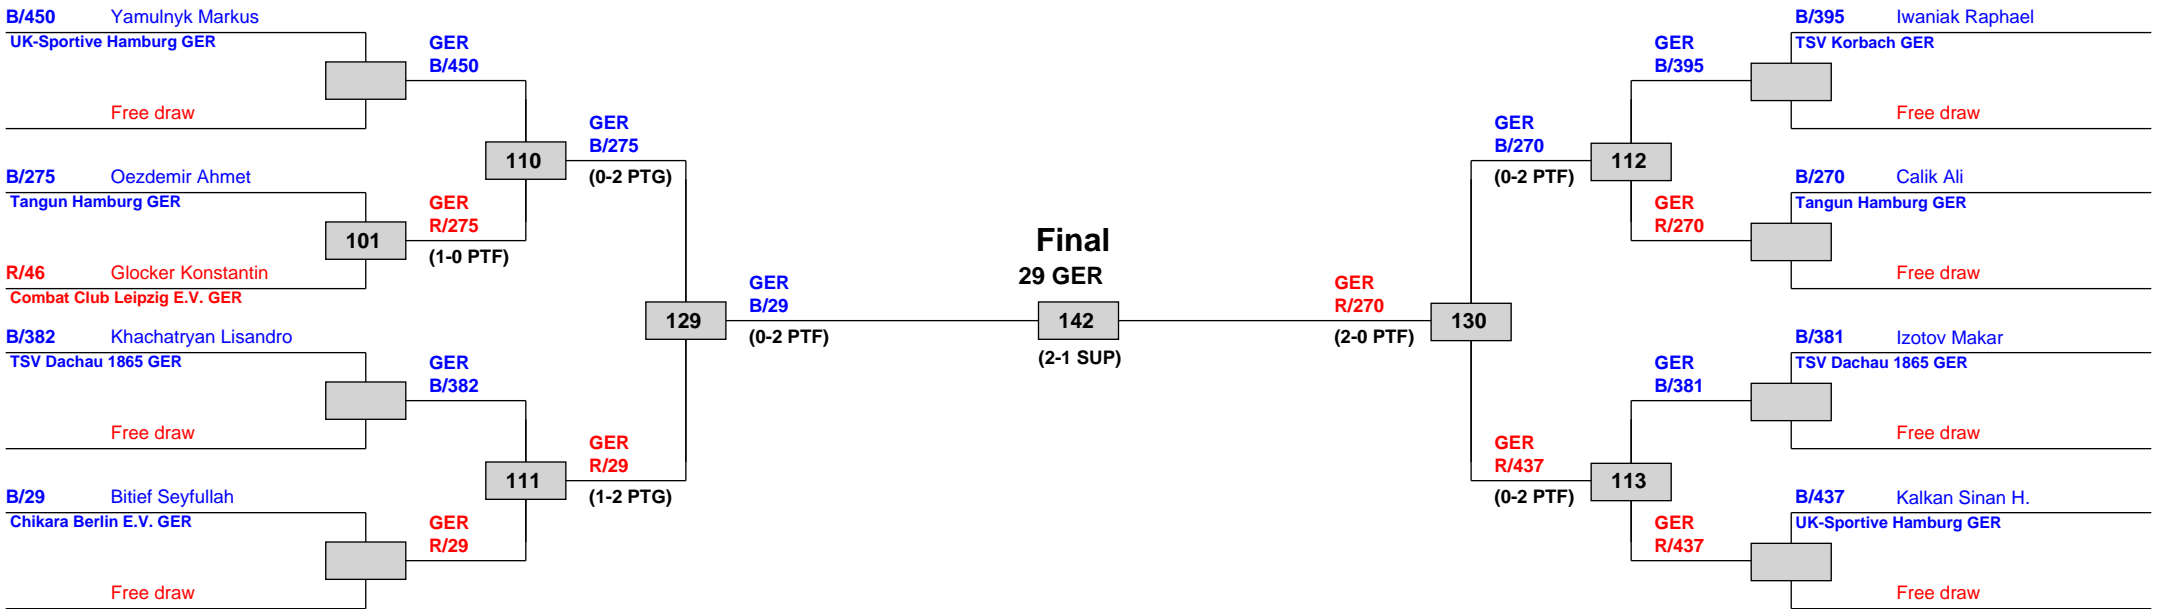 B/450 Yamulnyk Markus
UK-Sportive Hamburg GER
Free draw
GER
B/450
B/275 Oezdemir Ahmet
Tangun Hamburg GER
101
R/46 Glocker Konstantin
Combat Club Leipzig E.V. GER
GER
R/275
(1-0 PTF)
110
GER
B/275
(0-2 PTG)
B/382 Khachatryan Lisandro
TSV Dachau 1865 GER
Free draw
GER
B/382
B/29 Bitief Seyfullah
Chikara Berlin E.V. GER
Free draw
GER
R/29
111
GER
R/29
(1-2 PTG)
129
GER
B/29
(0-2 PTF)
Final
29 GER
142
(2-1 SUP)
GER
R/270
(2-0 PTF)
130
GER
B/270
(0-2 PTF)
112
GER
B/395
B/395 Iwaniak Raphael
TSV Korbach GER
Free draw
GER
R/270
B/270 Calik Ali
Tangun Hamburg GER
Free draw
GER
R/437
(0-2 PTF)
113
GER
B/381
B/381 Izotov Makar
TSV Dachau 1865 GER
Free draw
GER
R/437
B/437 Kalkan Sinan H.
UK-Sportive Hamburg GER
Free draw